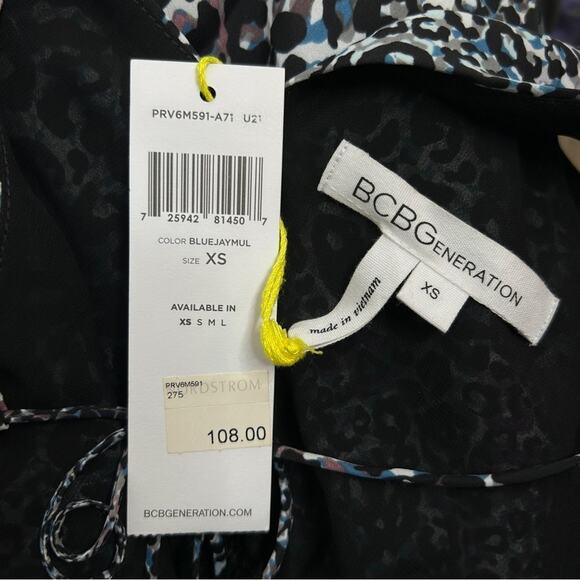 PRV6M591-A71 U21
7 25942 81450 7
COLOR BLUEJAYMUL
SIZE XS
AVAILABLE IN
XS S M L
PRV6M591
275
NORDSTROM
108.00
BCBGENERATION.COM
BCBGENERATION
XS
made in vietnam